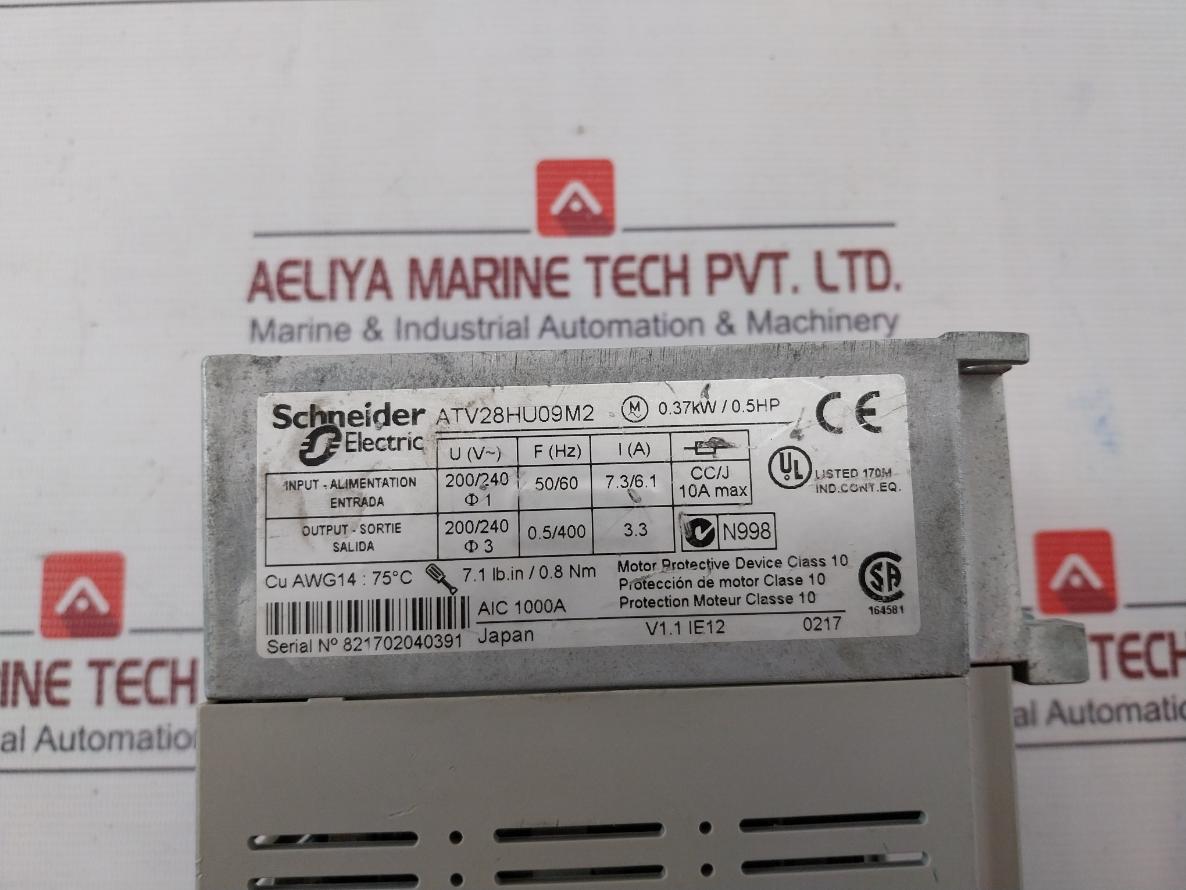 AELIYA MARINE TECH PVT. LTD.
Marine & Industrial Automation & Machinery
Schneider Electric ATV28HU09M2 M 0.37kW / 0.5HP CE
U (V~) F (Hz) I (A)
INPUT - ALIMENTATION ENTRADA 200/240 Φ 1 50/60 7.3/6.1 CC/J 10A max
UL LISTED 170M IND.CONT.EQ.
OUTPUT - SORTIE SALIDA 200/240 Φ 3 0.5/400 3.3 N998
Cu AWG14 : 75°C 7.1 lb.in / 0.8 Nm
Motor Protective Device Class 10
Protección de motor Clase 10
Protection Moteur Classe 10
SA
164581
AIC 1000A
Serial Nº 821702040391 Japan V1.1 IE12 0217
INE TECH
al Automatio
TECH
al Automatic